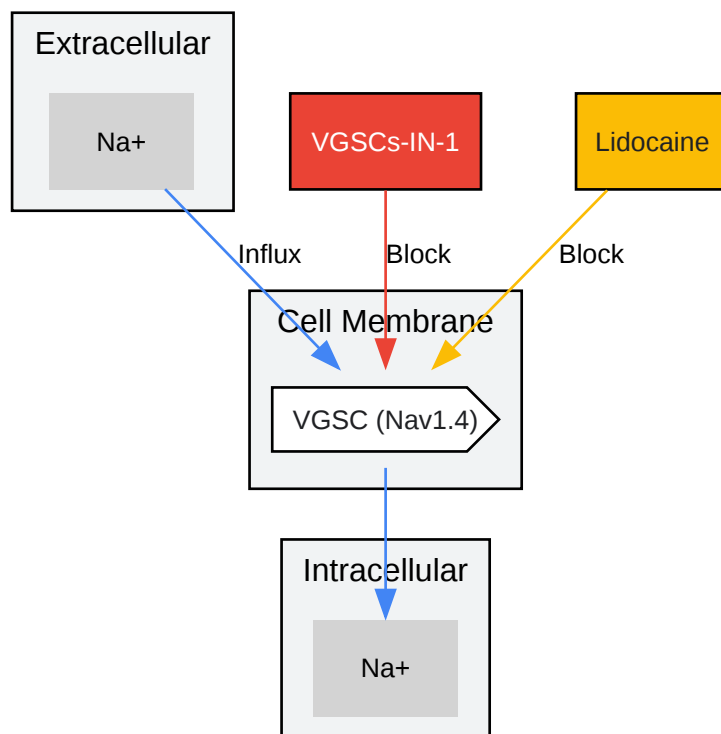 Extracellular
Na+
VGSCs-IN-1
Lidocaine
Influx
Block
Block
Cell Membrane
VGSC (Nav1.4)
Intracellular
Na+